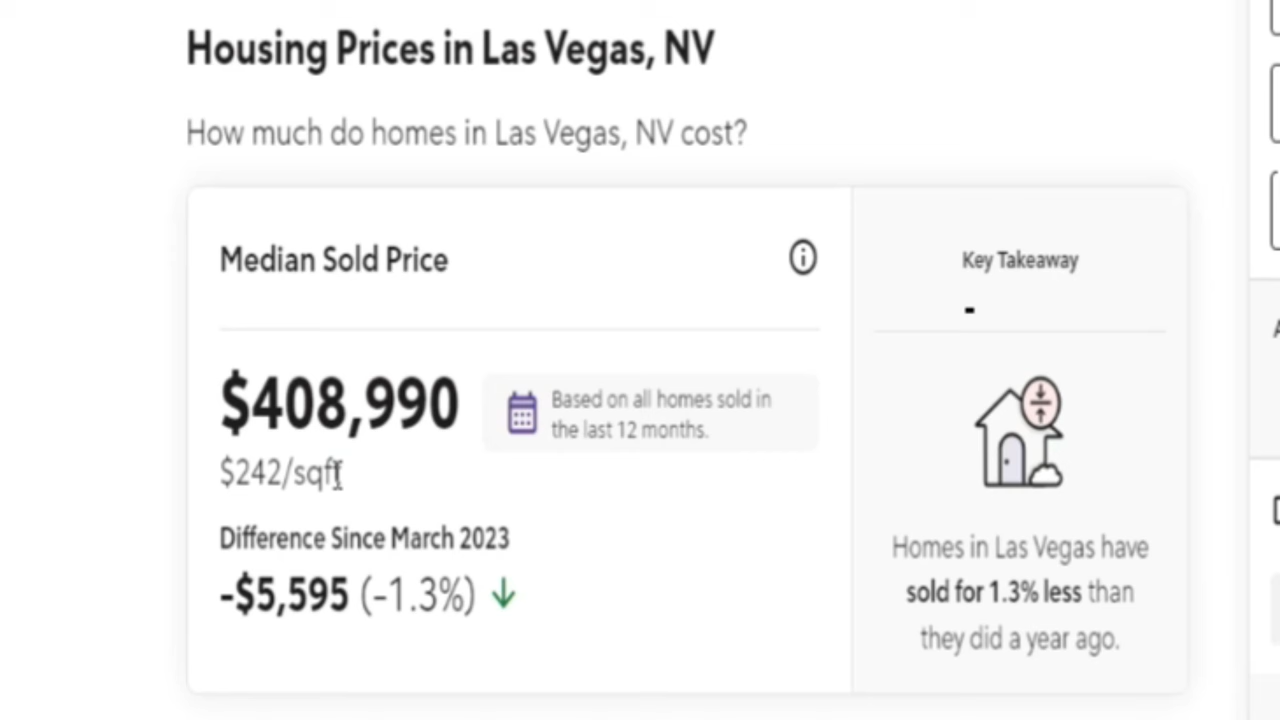 Housing Prices in Las Vegas, NV
How much do homes in Las Vegas, NV cost?
Median Sold Price
$408,990
Based on all homes sold in
the last 12 months.
$242/sqft
Difference Since March 2023
-$5,595 (-1.3%)
Key Takeaway
-
Homes in Las Vegas have
sold for 1.3% less than
they did a year ago.